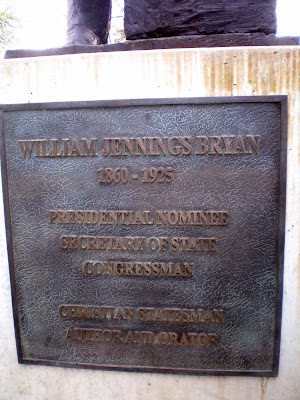 WILLIAM JENNINGS BRYAN
1860 - 1925
PRESIDENTIAL NOMINEE
SECRETARY OF STATE
CONGRESSMAN
CHRISTIAN STATESMAN
AUTHOR AND ORATOR